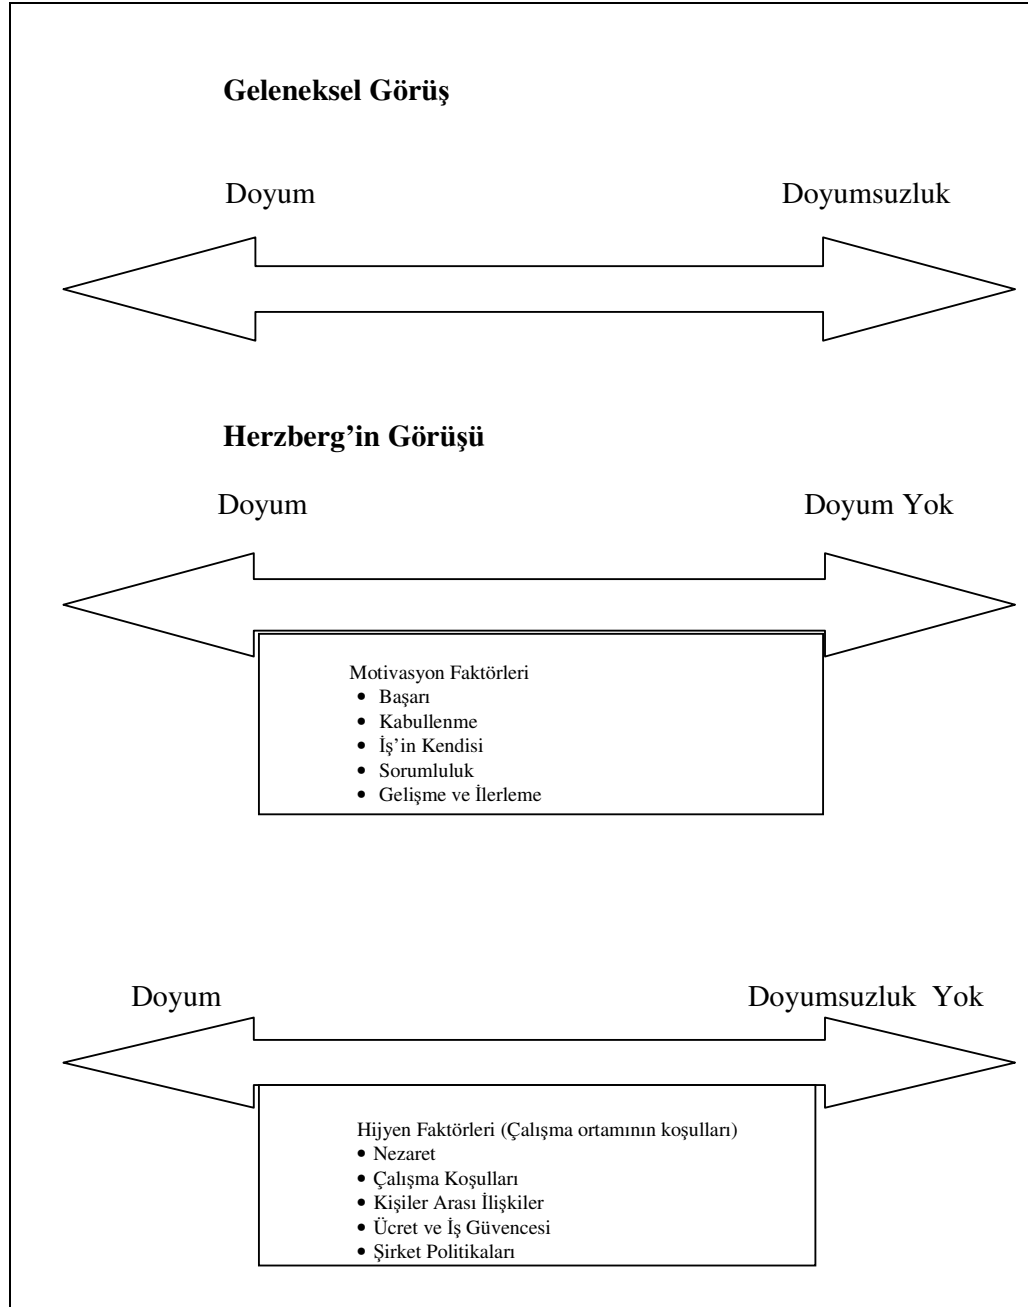 Geleneksel Görüş
Doyum Doyumsuzluk
Herzberg’in Görüşü
Doyum Doyum Yok
Motivasyon Faktörleri
• Başarı
• Kabullenme
• İş’in Kendisi
• Sorumluluk
• Gelişme ve İlerleme
Doyum Doyumsuzluk Yok
Hijyen Faktörleri (Çalışma ortamının koşulları)
• Nezaret
• Çalışma Koşulları
• Kişiler Arası İlişkiler
• Ücret ve İş Güvencesi
• Şirket Politikaları